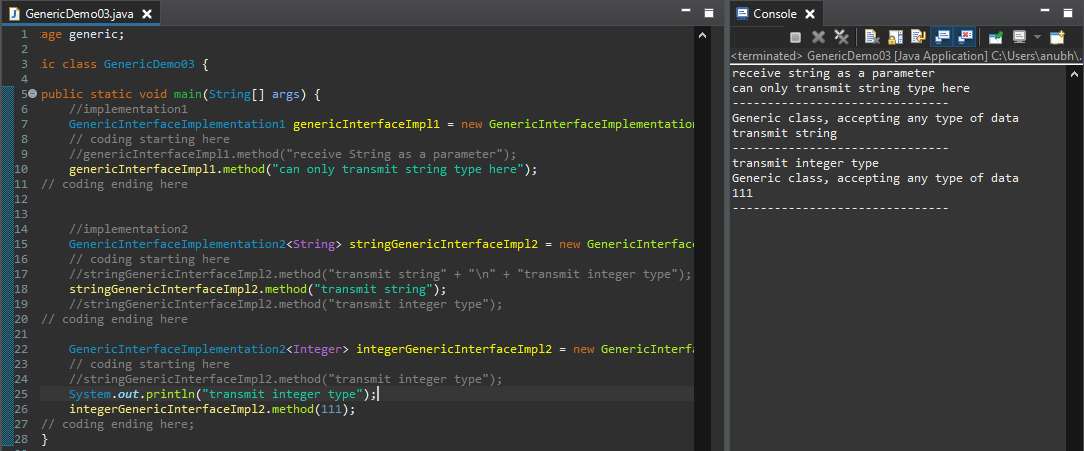 GenericDemo03.java
1 age generic;
2
3 ic class GenericDemo03 {
4
5 public static void main(String[] args) {
6 //implementation1
7 GenericInterfaceImplementation1 genericInterfaceImpl1 = new GenericInterfaceImplementation
8 // coding starting here
9 //genericInterfaceImpl1.method("receive String as a parameter");
10 genericInterfaceImpl1.method("can only transmit string type here");
11 // coding ending here
12
13
14 //implementation2
15 GenericInterfaceImplementation2<String> stringGenericInterfaceImpl2 = new GenericInterface
16 // coding starting here
17 //stringGenericInterfaceImpl2.method("transmit string" + "\n" + "transmit integer type");
18 stringGenericInterfaceImpl2.method("transmit string");
19 //stringGenericInterfaceImpl2.method("transmit integer type");
20 // coding ending here
21
22 GenericInterfaceImplementation2<Integer> integerGenericInterfaceImpl2 = new GenericInterfa
23 // coding starting here
24 //stringGenericInterfaceImpl2.method("transmit integer type");
25 System.out.println("transmit integer type");
26 integerGenericInterfaceImpl2.method(111);
27 // coding ending here;
28 }
Console
<terminated> GenericDemo03 [Java Application] C:\Users\anubh.\
receive string as a parameter
can only transmit string type here
-------------------------------
Generic class, accepting any type of data
transmit string
-------------------------------
transmit integer type
Generic class, accepting any type of data
111
-------------------------------